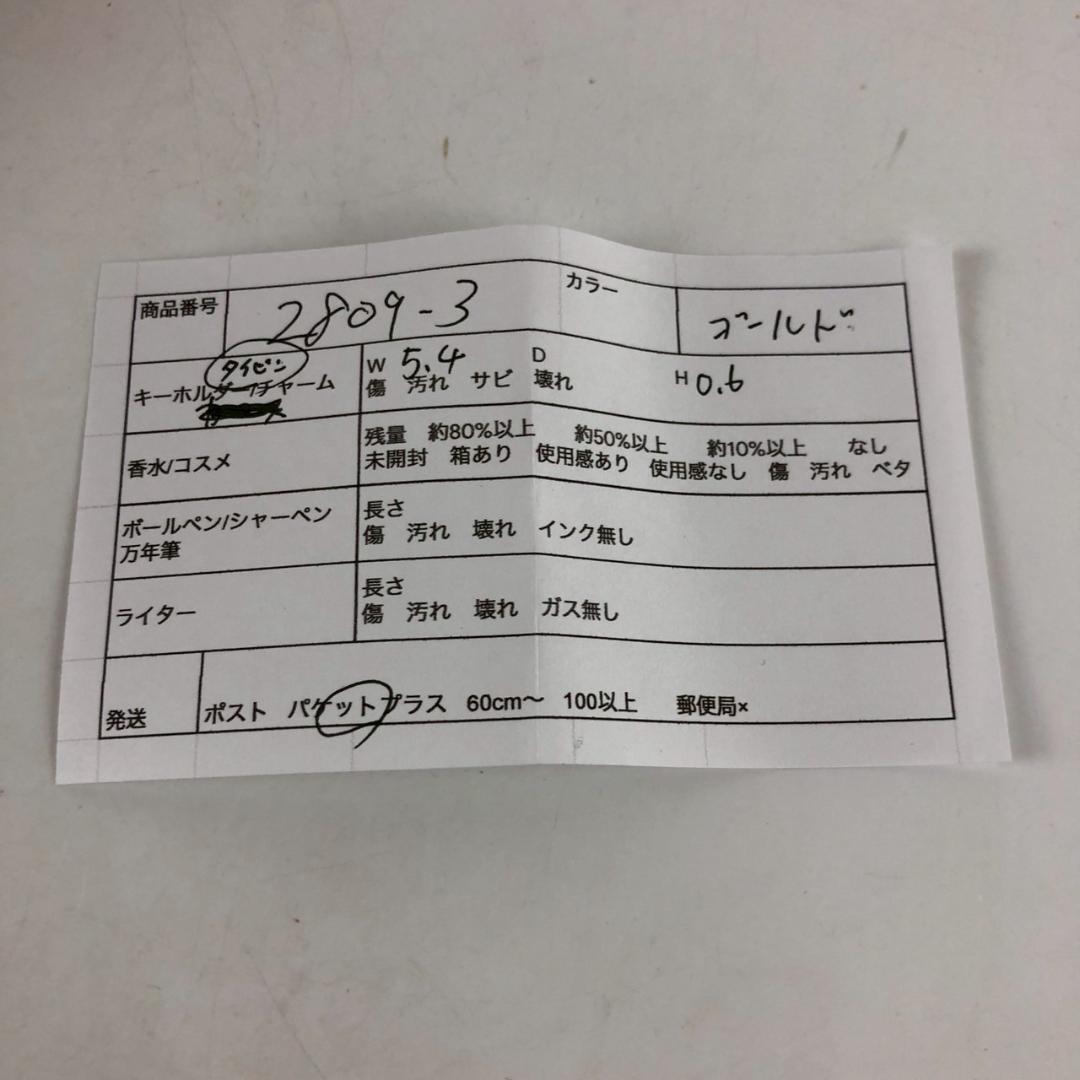 商品番号 2809-3 カラー ゴールド
タイピン
キーホルダー/チャーム W 5.4 D H 0.6
傷 汚れ サビ 壊れ
香水/コスメ 残量 約80%以上 約50%以上 約10%以上 なし
未開封 箱あり 使用感あり 使用感なし 傷 汚れ ベタ
ボールペン/シャーペン 長さ
万年筆 傷 汚れ 壊れ インク無し
ライター 長さ
傷 汚れ 壊れ ガス無し
発送 ポスト パケットプラス 60cm〜 100以上 郵便局×